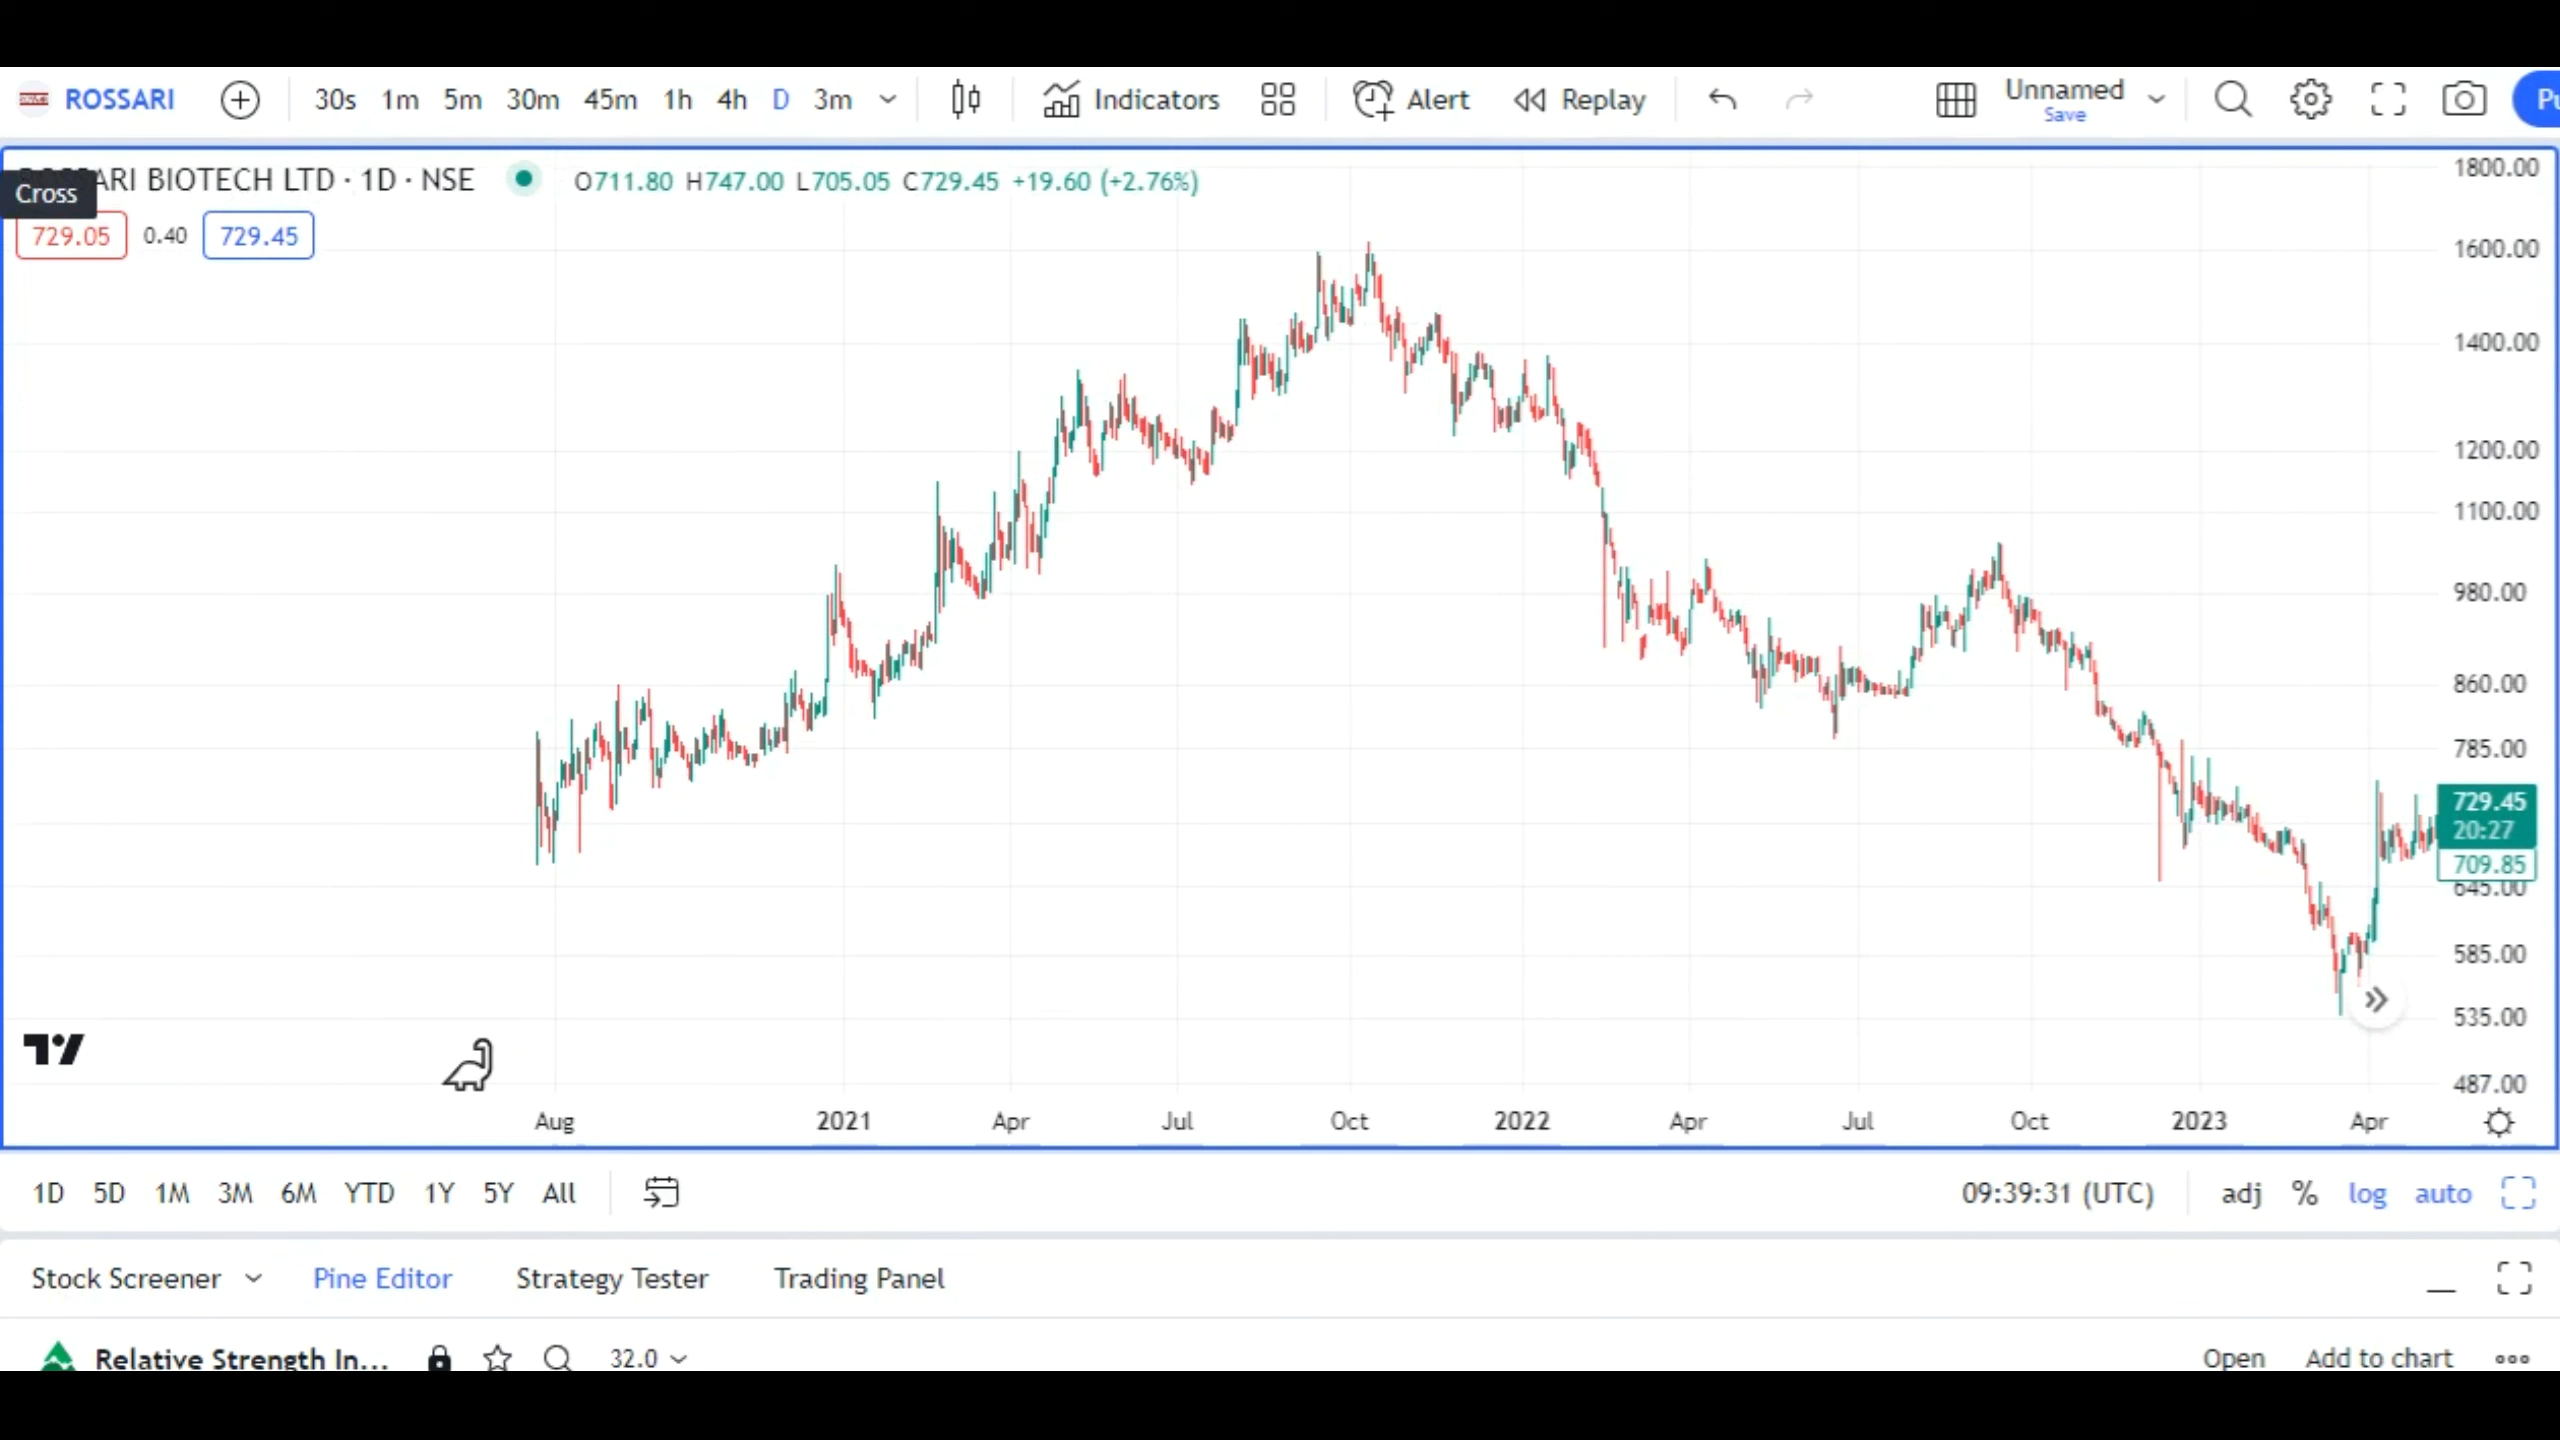 ROSSARI 30s 1m 5m 30m 45m 1h 4h D 3m Indicators Alert Replay Unnamed
Save
ARI BIOTECH LTD · 1D · NSE O711.80 H747.00 L705.05 C729.45 +19.60 (+2.76%)
Cross
729.05 0.40 729.45
1800.00
1600.00
1400.00
1200.00
1100.00
980.00
860.00
785.00
729.45
20:27
709.85
645.00
585.00
535.00
487.00
Aug 2021 Apr Jul Oct 2022 Apr Jul Oct 2023 Apr
1D 5D 1M 3M 6M YTD 1Y 5Y All 09:39:31 (UTC) adj % log auto
Stock Screener Pine Editor Strategy Tester Trading Panel
Relative Strength In... 32.0 Open Add to chart